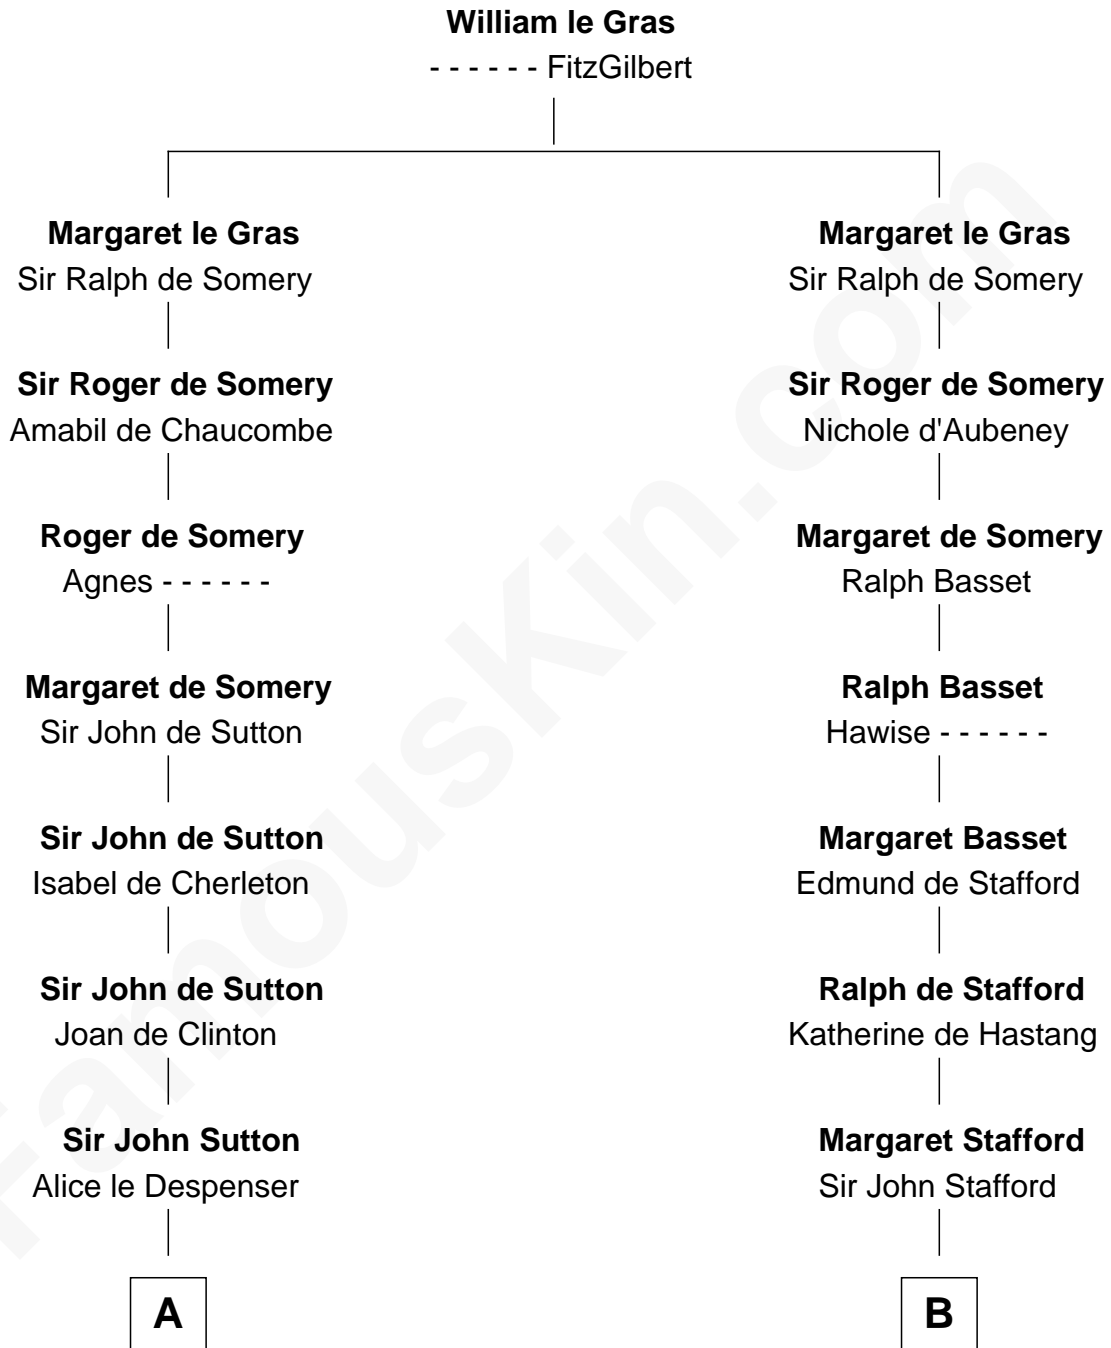 William le Gras
- - - - - - FitzGilbert
Margaret le Gras
Sir Ralph de Somery
Sir Roger de Somery
Amabil de Chaucombe
Roger de Somery
Agnes - - - - - -
Margaret de Somery
Sir John de Sutton
Sir John de Sutton
Isabel de Cherleton
Sir John de Sutton
Joan de Clinton
Sir John Sutton
Alice le Despenser
A
Margaret le Gras
Sir Ralph de Somery
Sir Roger de Somery
Nichole d'Aubeney
Margaret de Somery
Ralph Basset
Ralph Basset
Hawise - - - - - -
Margaret Basset
Edmund de Stafford
Ralph de Stafford
Katherine de Hastang
Margaret Stafford
Sir John Stafford
B
FamousKin.com